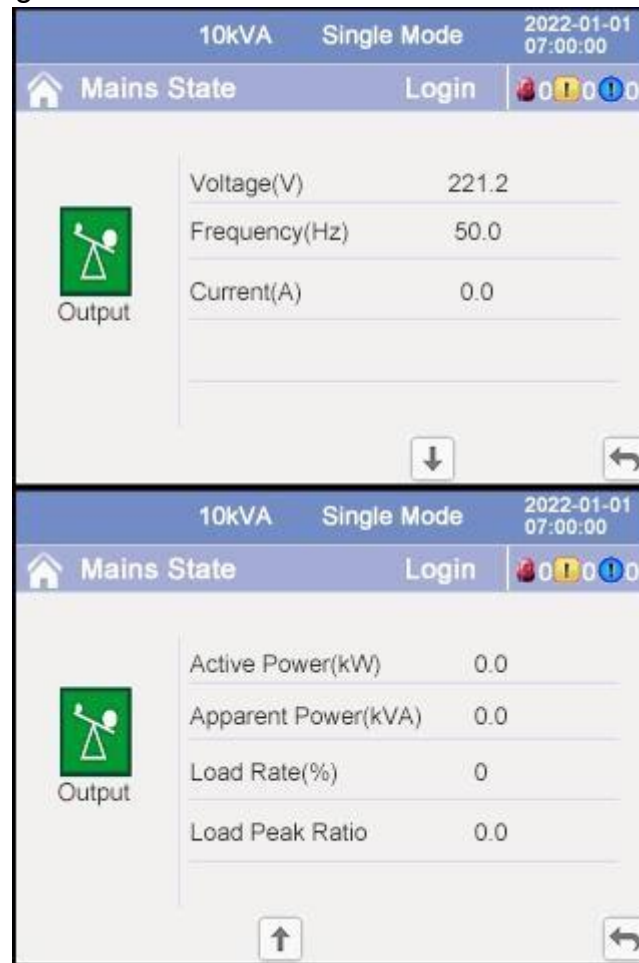 10kVA Single Mode 2022-01-01
07:00:00
Mains State Login 0 0 0
Voltage(V) 221.2
Frequency(Hz) 50.0
Current(A) 0.0
Output
10kVA Single Mode 2022-01-01
07:00:00
Mains State Login 0 0 0
Active Power(kW) 0.0
Apparent Power(kVA) 0.0
Load Rate(%) 0
Output
Load Peak Ratio 0.0